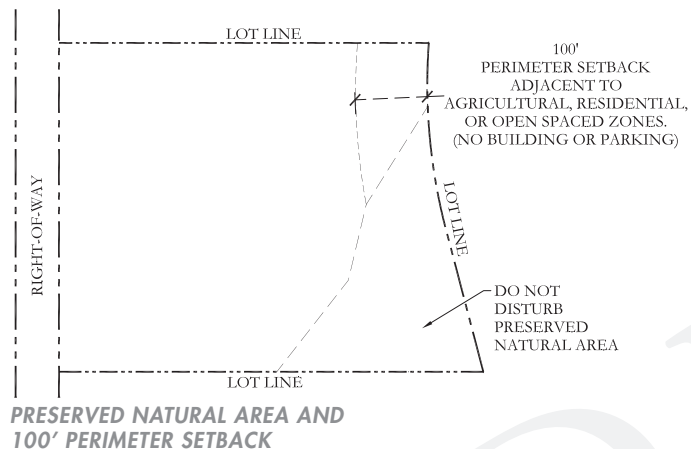 LOT LINE
100'
PERIMETER SETBACK
ADJACENT TO
AGRICULTURAL, RESIDENTIAL,
OR OPEN SPACED ZONES.
(NO BUILDING OR PARKING)
RIGHT-OF-WAY
LOT LINE
DO NOT
DISTURB
PRESERVED
NATURAL AREA
LOT LINE
PRESERVED NATURAL AREA AND
100' PERIMETER SETBACK